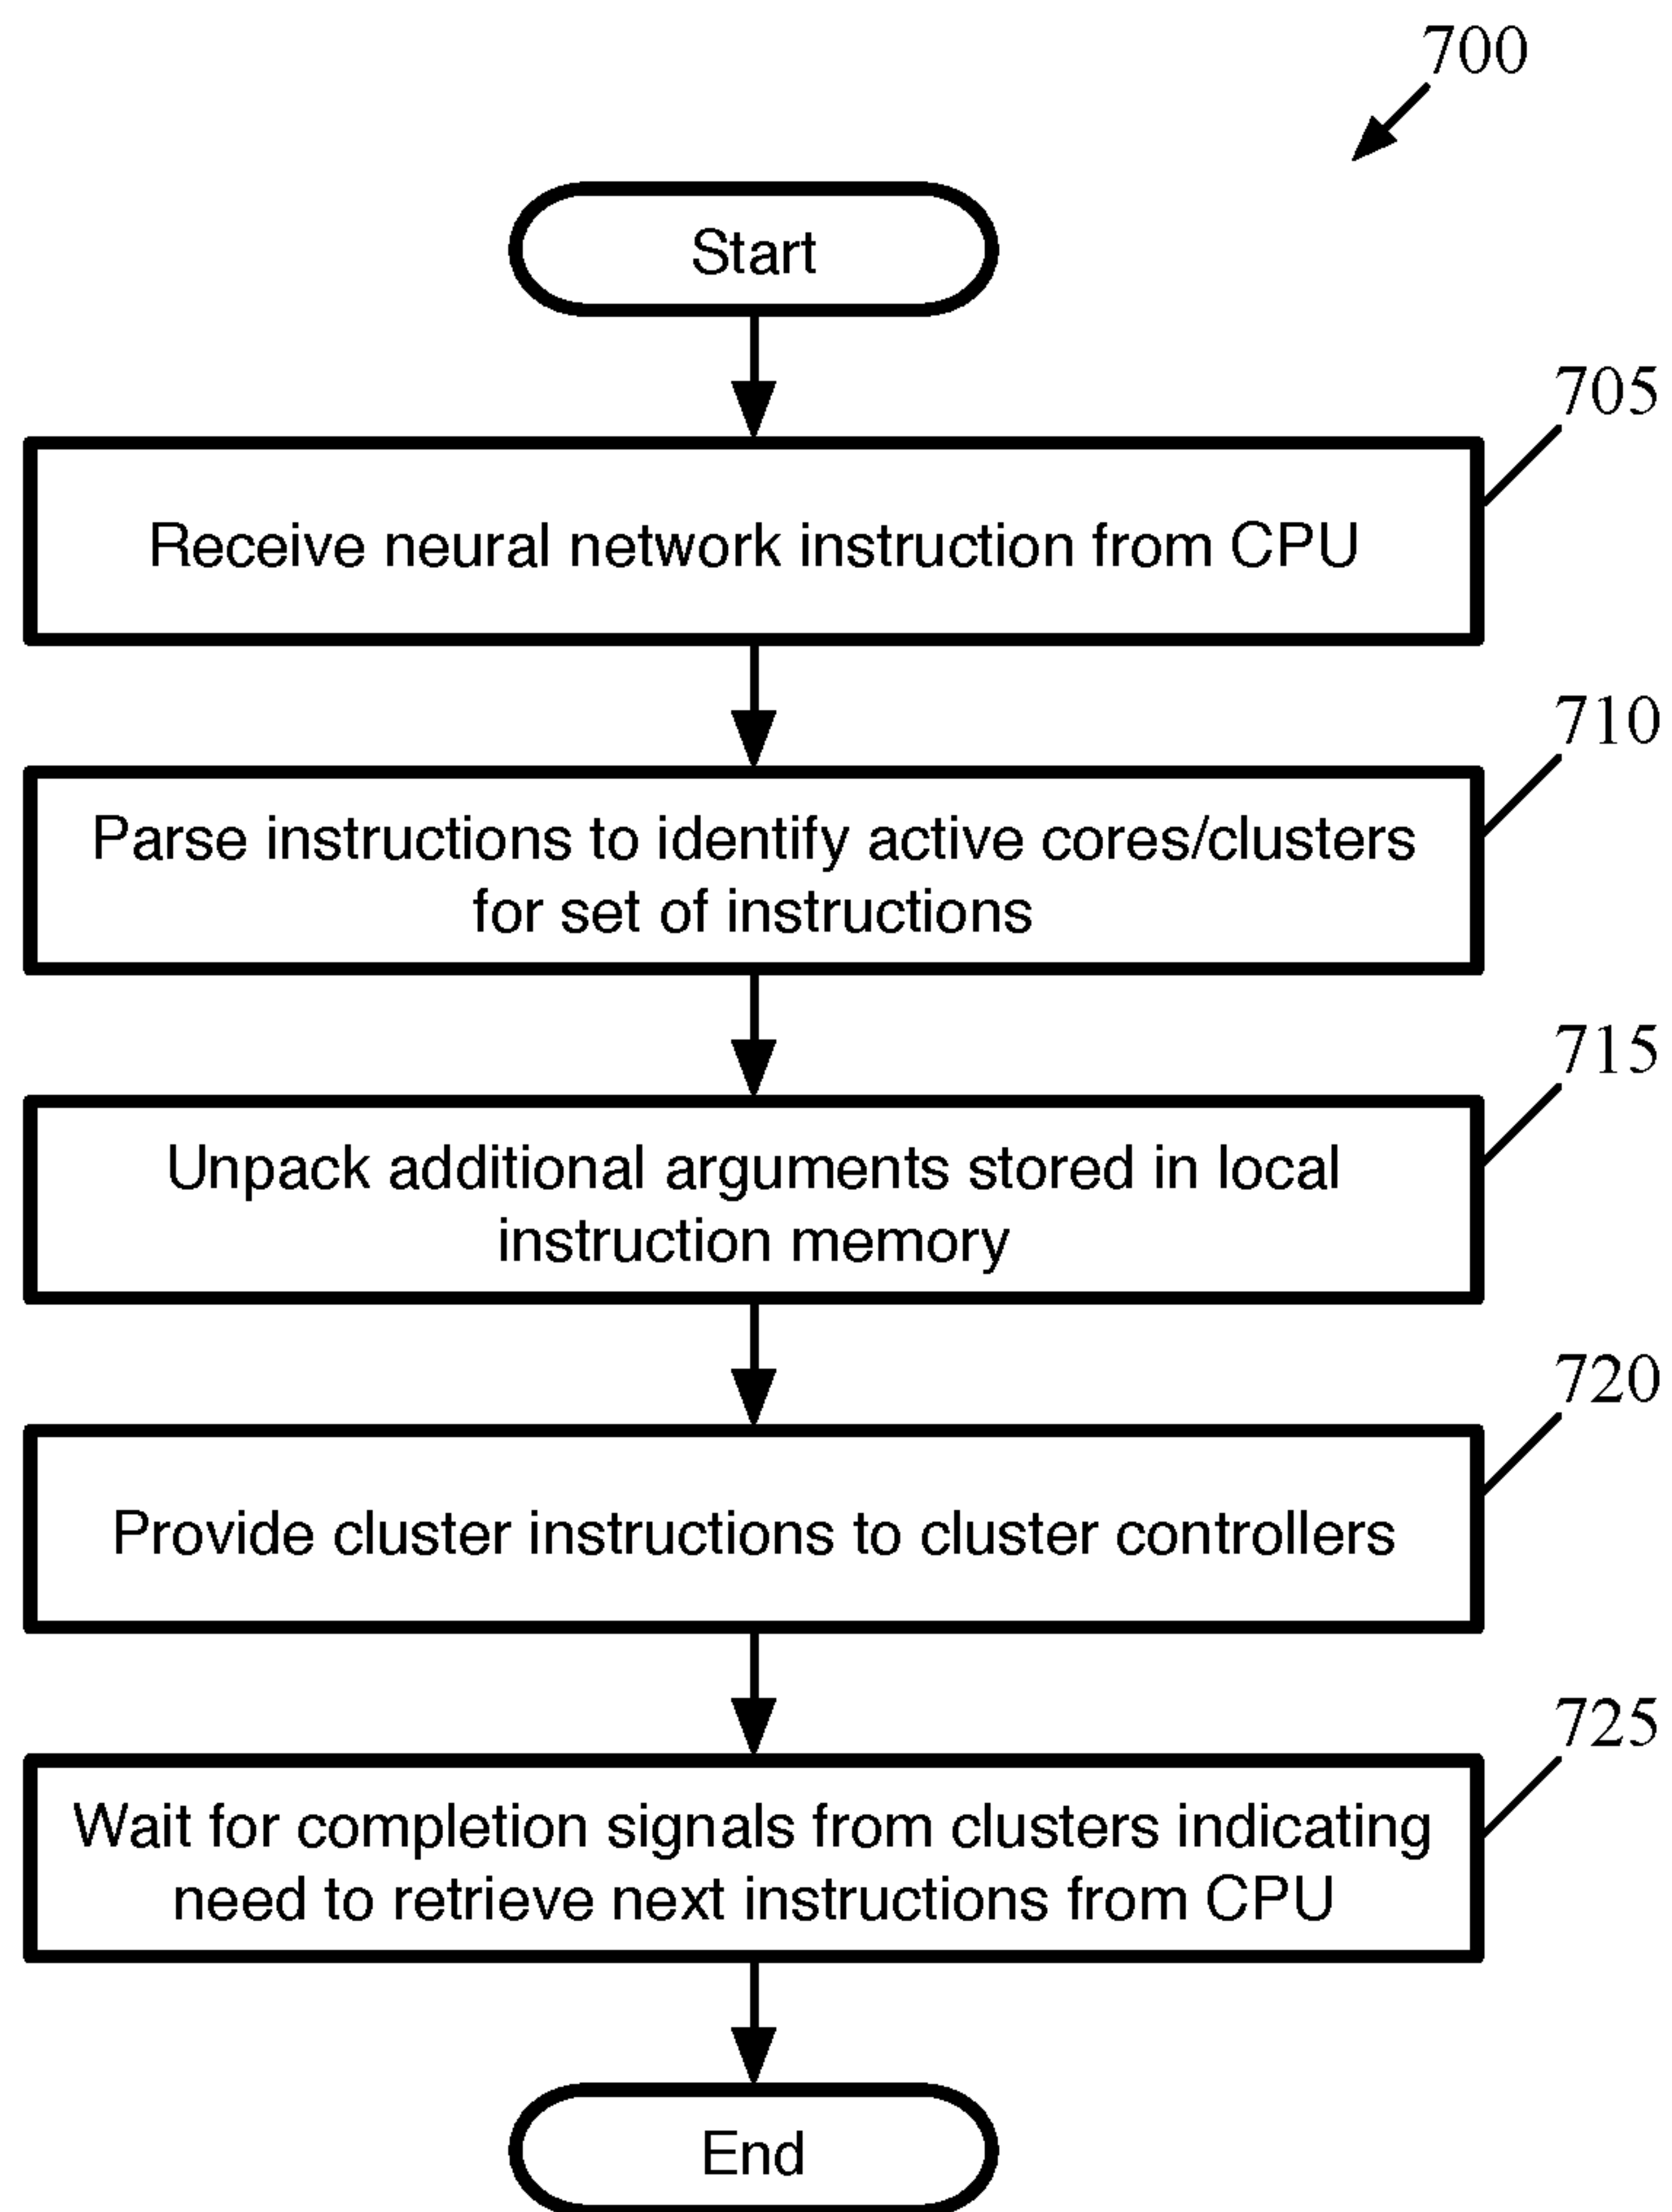 700
Start
705
Receive neural network instruction from CPU
710
Parse instructions to identify active cores/clusters
for set of instructions
715
Unpack additional arguments stored in local
instruction memory
720
Provide cluster instructions to cluster controllers
725
Wait for completion signals from clusters indicating
need to retrieve next instructions from CPU
End